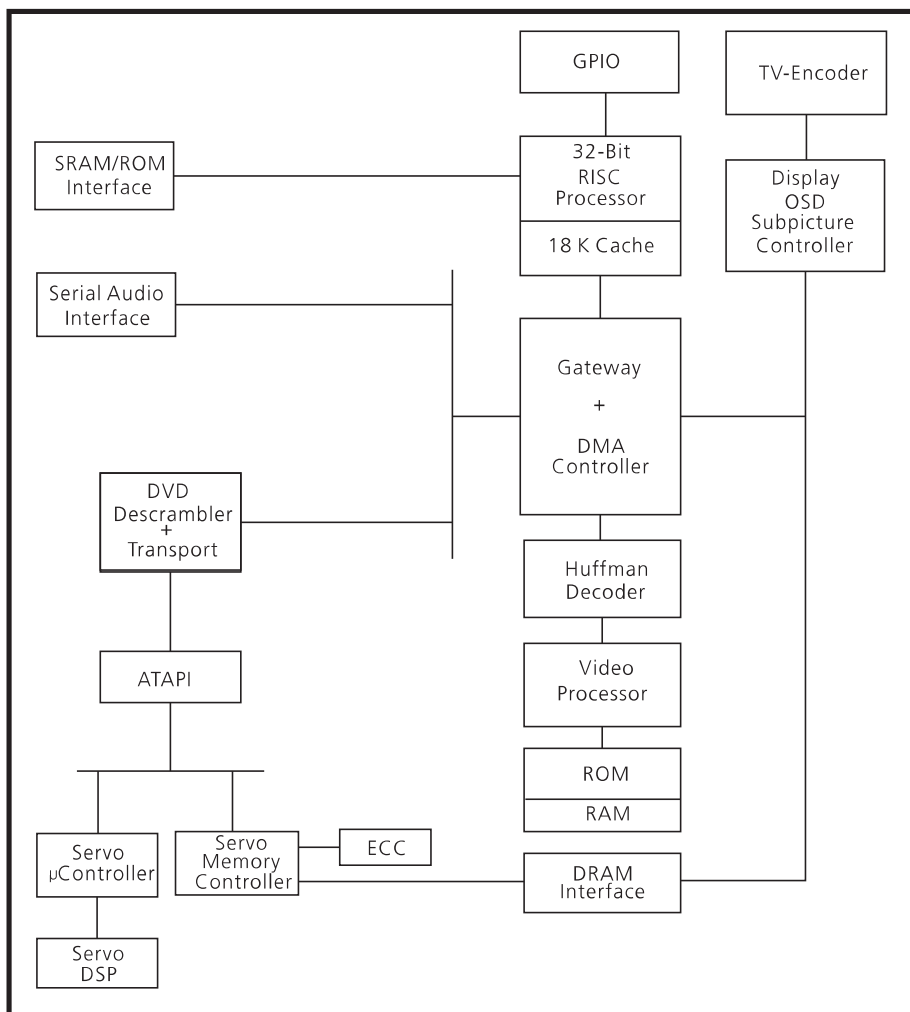 GPIO
TV-Encoder
SRAM/ROM
Interface
32-Bit
RISC
Processor
18 K Cache
Display
OSD
Subpicture
Controller
Serial Audio
Interface
Gateway
+
DMA
Controller
DVD
Descrambler
+
Transport
Huffman
Decoder
ATAPI
Video
Processor
ROM
RAM
Servo
µController
Servo
Memory
Controller
ECC
DRAM
Interface
Servo
DSP